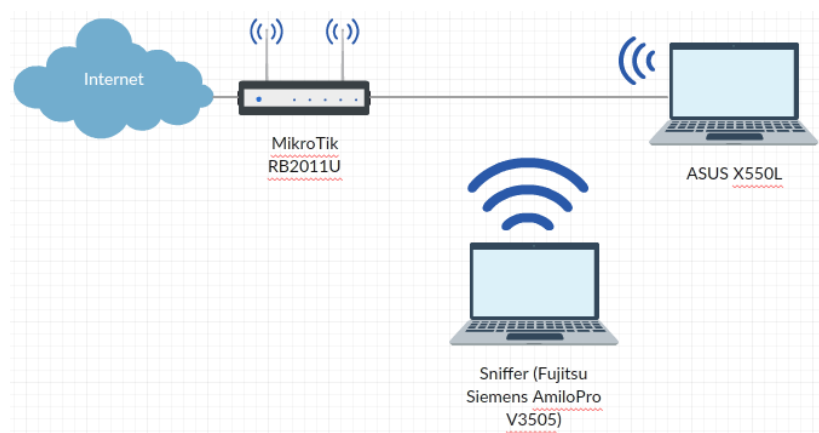 Internet
MikroTik
RB2011U
ASUS X550L
Sniffer (Fujitsu
Siemens AmiloPro
V3505)